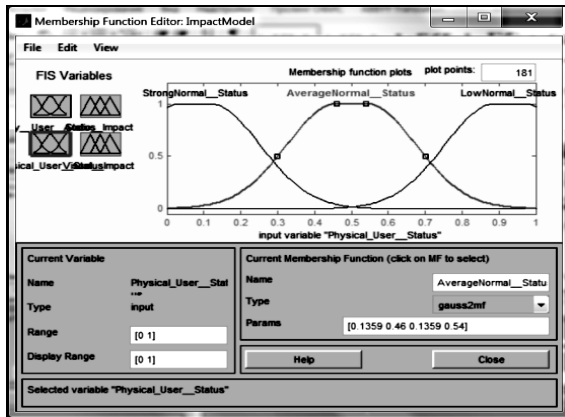 Membership Function Editor: ImpactModel
File Edit View
FIS Variables
Membership function plots plot points: 181
StrongNormal__Status AverageNormal__Status LowNormal__Status
1
0.5
0
0 0.1 0.2 0.3 0.4 0.5 0.6 0.7 0.8 0.9 1
input variable "Physical_User__Status"
Current Variable
Name Physical_User__Stat
Type input
Range [0 1]
Display Range [0 1]
Current Membership Function (click on MF to select)
Name AverageNormal__Statu
Type gauss2mf
Params [0.1359 0.46 0.1359 0.54]
Help Close
Selected variable "Physical_User__Status"